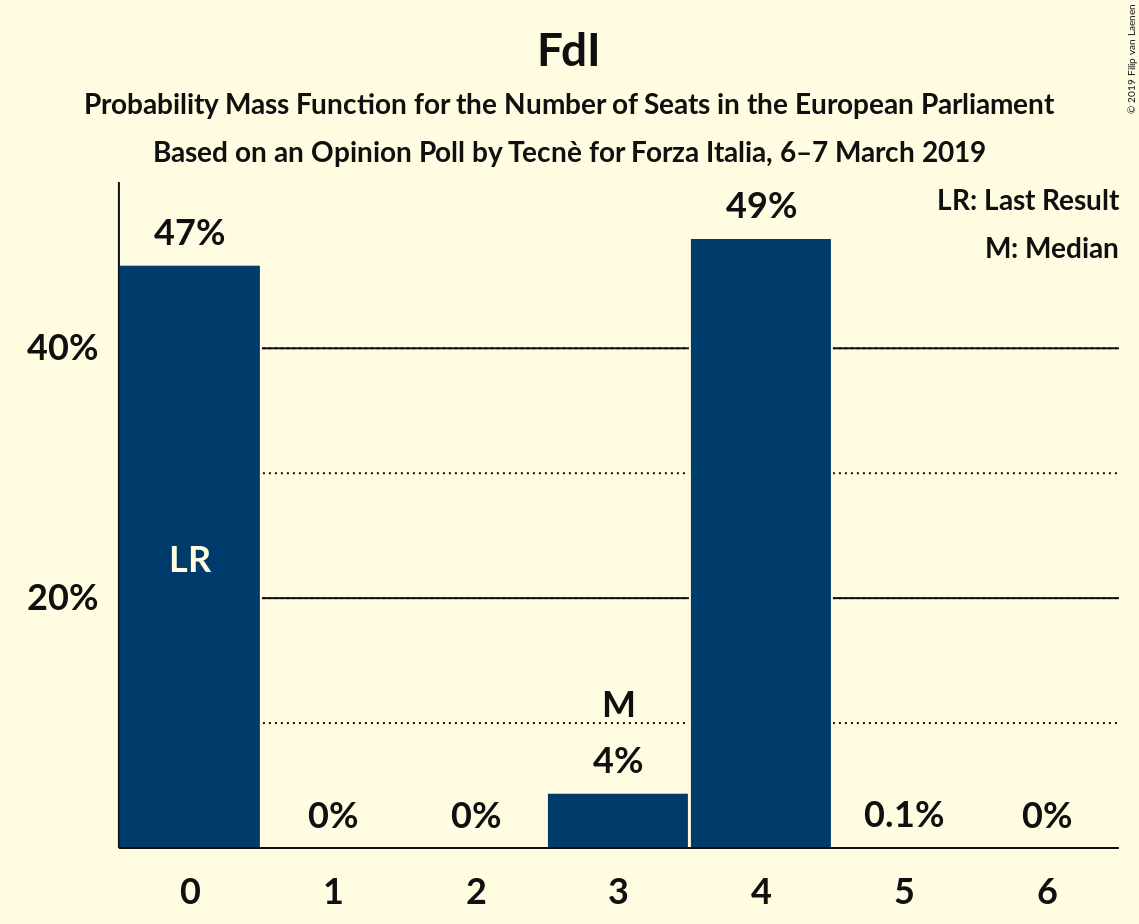 FdI
Probability Mass Function for the Number of Seats in the European Parliament
Based on an Opinion Poll by Tecnè for Forza Italia, 6–7 March 2019
© 2019 Filip van Laenen
LR: Last Result
M: Median
47%
49%
40%
LR
20%
M
4%
0%
0%
0.1%
0%
0
1
2
3
4
5
6